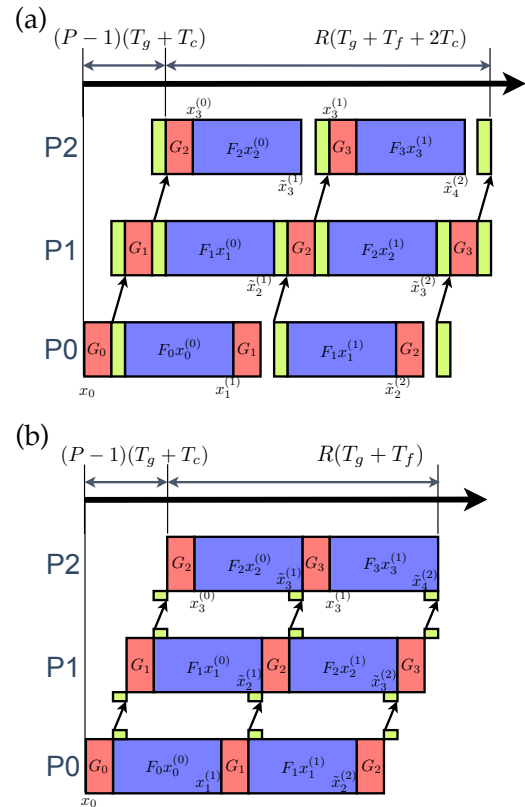 (a)
(P − 1)(T_g + T_c) R(T_g + T_f + 2T_c)
x_3^{(0)} x_3^{(1)}
P2 G_2 F_2x_2^{(0)} G_3 F_3x_3^{(1)}
x̃_3^{(1)} x̃_4^{(2)}
P1 G_1 F_1x_1^{(0)} G_2 F_2x_2^{(1)} G_3
x̃_2^{(1)} x̃_3^{(2)}
P0 G_0 F_0x_0^{(0)} G_1 F_1x_1^{(1)} G_2
x_0 x_1^{(1)} x̃_2^{(2)}
(b)
(P − 1)(T_g + T_c) R(T_g + T_f)
P2 G_2 F_2x_2^{(0)} x̃_3^{(1)} G_3 F_3x_3^{(1)} x̃_4^{(2)}
x_3^{(0)} x_3^{(1)}
P1 G_1 F_1x_1^{(0)} x̃_2^{(1)} G_2 F_2x_2^{(1)} x̃_3^{(2)} G_3
P0 G_0 F_0x_0^{(0)} x_1^{(1)} G_1 F_1x_1^{(1)} x̃_2^{(2)} G_2
x_0